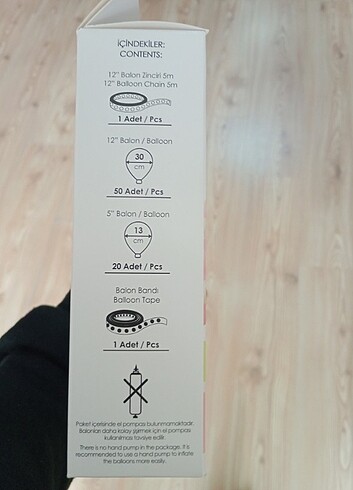 İÇİNDEKİLER:
CONTENTS:
12" Balon Zinciri 5m
12" Balloon Chain 5m
1 Adet / Pcs
12" Balon / Balloon
30
cm
50 Adet / Pcs
5" Balon / Balloon
13
cm
20 Adet / Pcs
Balon Bandı
Balloon Tape
1 Adet / Pcs
Paket içerisinde el pompası bulunmamaktadır.
Balonları daha kolay şişirmek için el pompası
kullanılması tavsiye edilir.
There is no hand pump in the package. It is
recommended to use a hand pump to inflate
the balloons more easily.